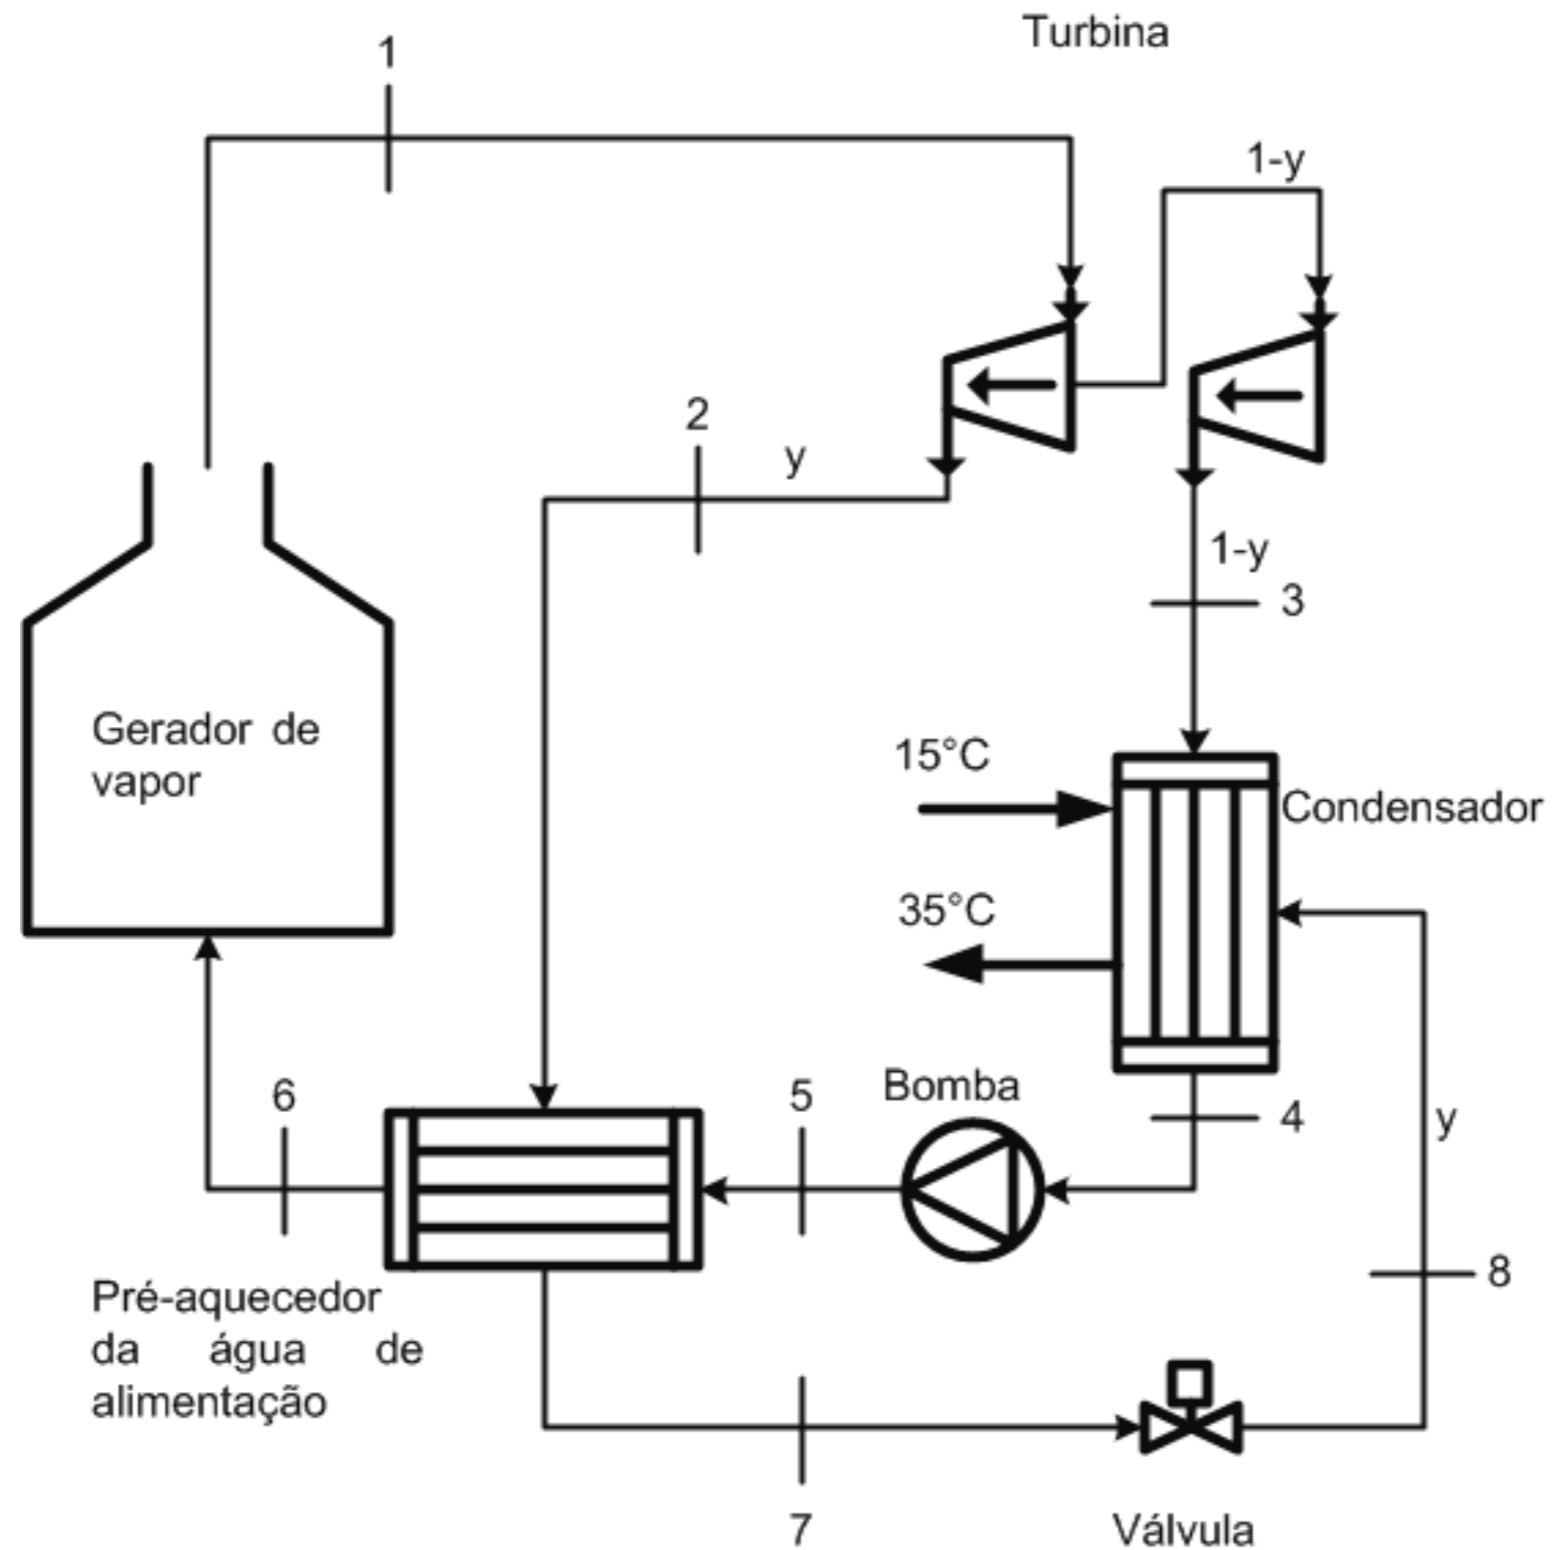 Turbina
1
1-y
2
y
1-y
3
Gerador de
vapor
15°C
Condensador
35°C
6
5
Bomba
4
y
Pré-aquecedor
da água de
alimentação
8
7
Válvula